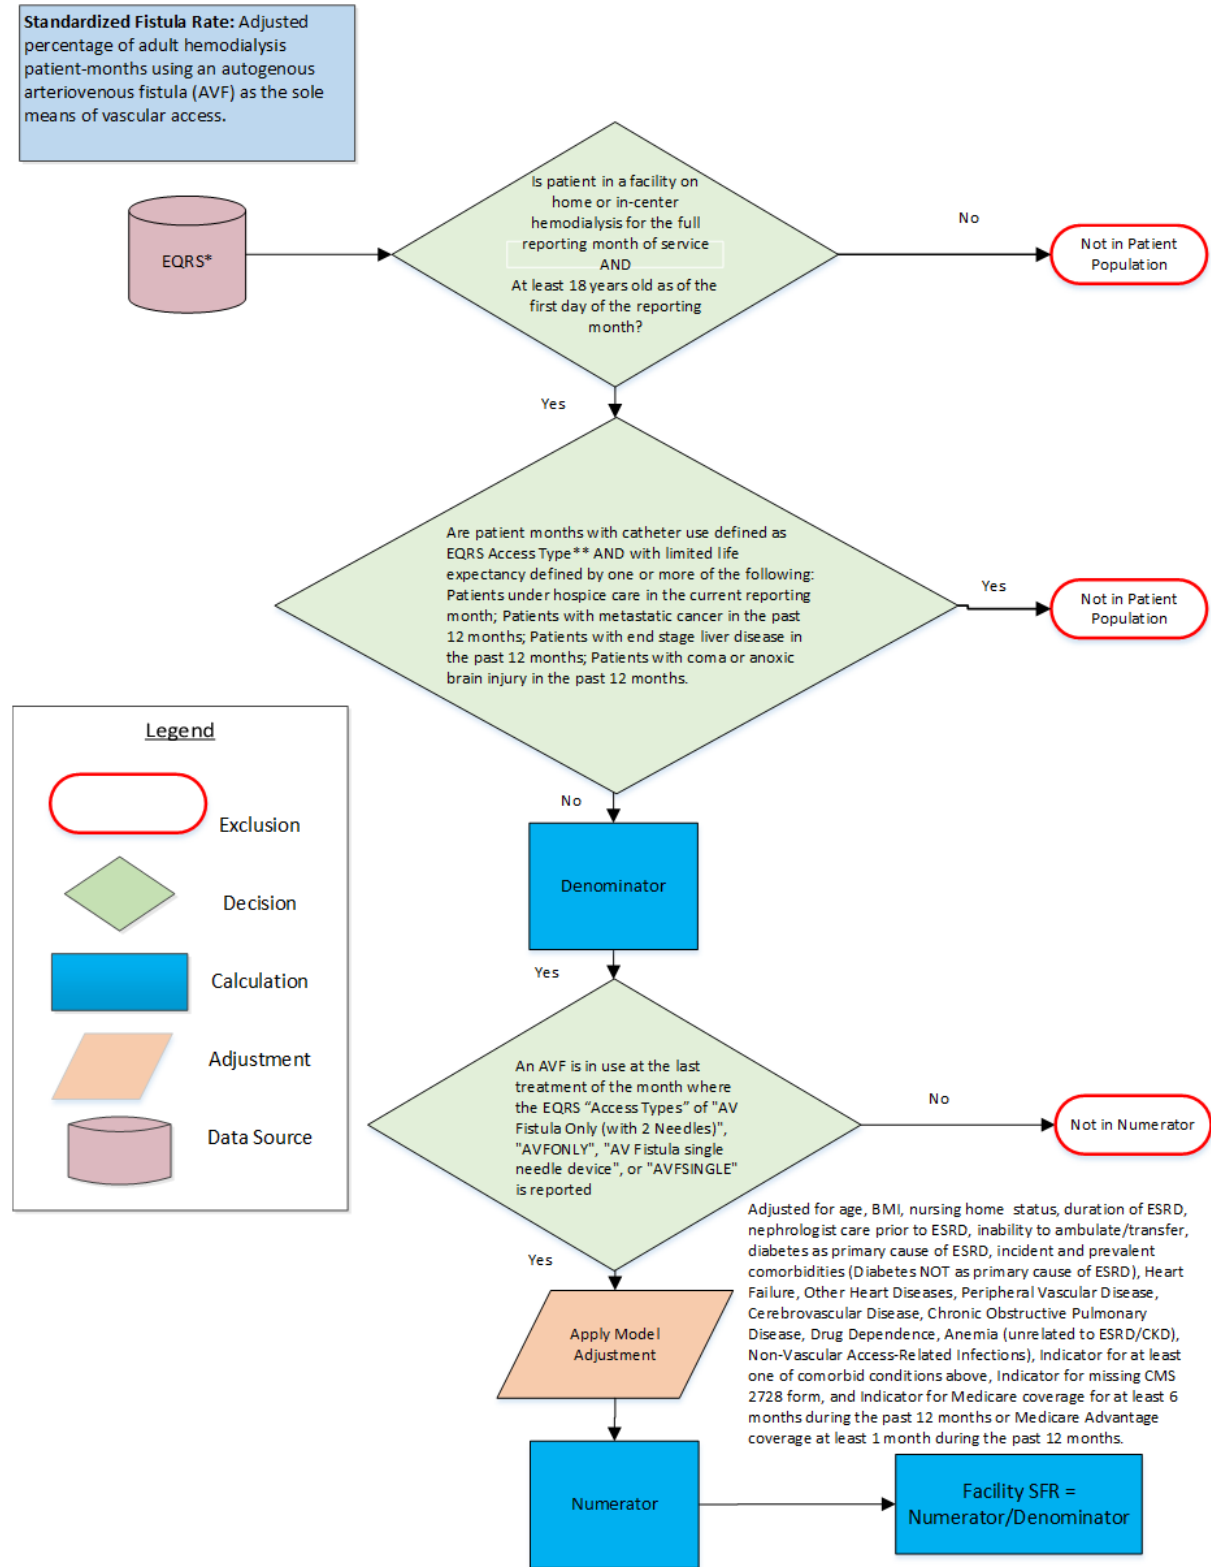 Standardized Fistula Rate: Adjusted
percentage of adult hemodialysis
patient-months using an autogenous
arteriovenous fistula (AVF) as the sole
means of vascular access.
EQRS*
Is patient in a facility on
home or in-center
hemodialysis for the full
reporting month of service
AND
At least 18 years old as of the
first day of the reporting
month?
No
Not in Patient
Population
Yes
Are patient months with catheter use defined as
EQRS Access Type** AND with limited life
expectancy defined by one or more of the following:
Patients under hospice care in the current reporting
month; Patients with metastatic cancer in the past
12 months; Patients with end stage liver disease in
the past 12 months; Patients with coma or anoxic
brain injury in the past 12 months.
Yes
Not in Patient
Population
No
Legend
Exclusion
Decision
Calculation
Adjustment
Data Source
Denominator
Yes
An AVF is in use at the last
treatment of the month where
the EQRS “Access Types” of "AV
Fistula Only (with 2 Needles)",
"AVFONLY", "AV Fistula single
needle device", or "AVFSINGLE"
is reported
No
Not in Numerator
Yes
Adjusted for age, BMI, nursing home status, duration of ESRD,
nephrologist care prior to ESRD, inability to ambulate/transfer,
diabetes as primary cause of ESRD, incident and prevalent
comorbidities (Diabetes NOT as primary cause of ESRD), Heart
Failure, Other Heart Diseases, Peripheral Vascular Disease,
Cerebrovascular Disease, Chronic Obstructive Pulmonary
Disease, Drug Dependence, Anemia (unrelated to ESRD/CKD),
Non-Vascular Access-Related Infections), Indicator for at least
one of comorbid conditions above, Indicator for missing CMS
2728 form, and Indicator for Medicare coverage for at least 6
months during the past 12 months or Medicare Advantage
coverage at least 1 month during the past 12 months.
Apply Model
Adjustment
Numerator
Facility SFR =
Numerator/Denominator